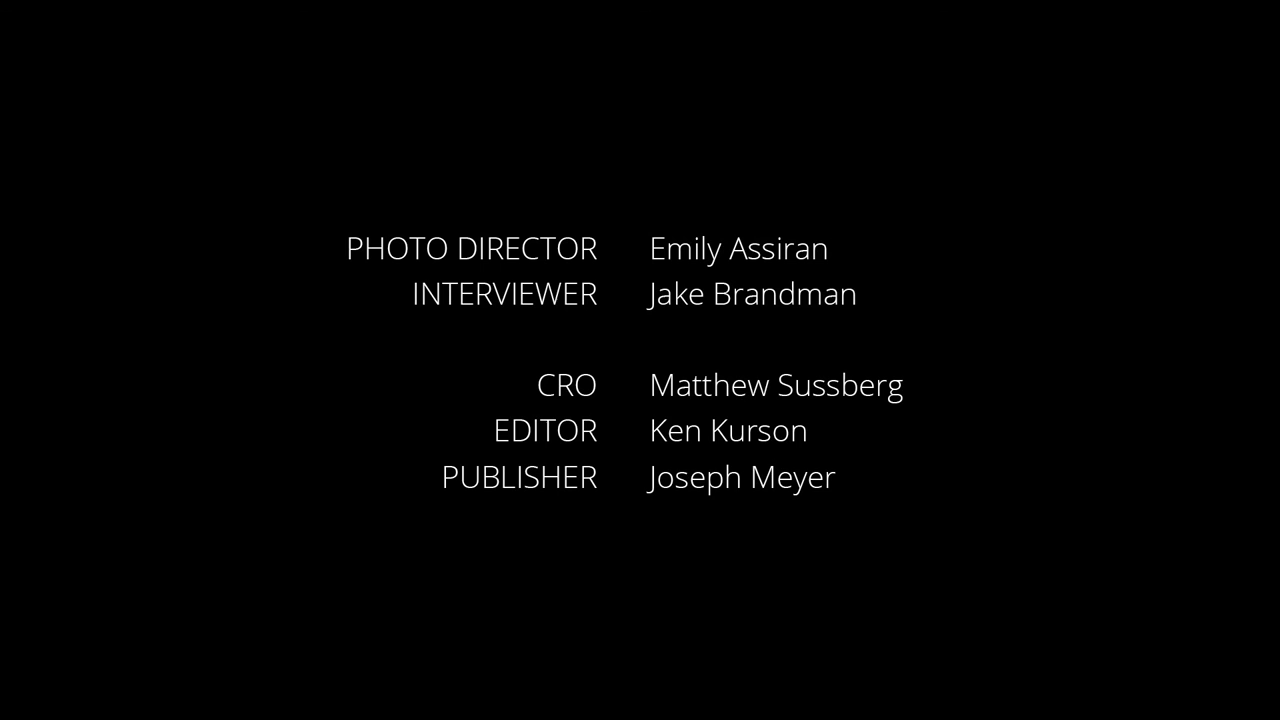 PHOTO DIRECTOR Emily Assiran
INTERVIEWER Jake Brandman
CRO Matthew Sussberg
EDITOR Ken Kurson
PUBLISHER Joseph Meyer